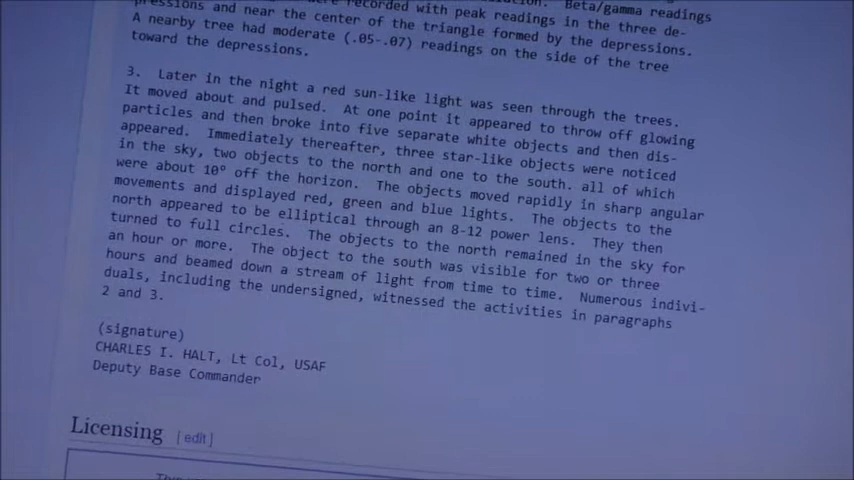 Beta/gamma readings
recorded with peak readings in the three de-
pressions and near the center of the triangle formed by the depressions.
A nearby tree had moderate (.05-.07) readings on the side of the tree
toward the depressions.
3. Later in the night a red sun-like light was seen through the trees.
It moved about and pulsed. At one point it appeared to throw off glowing
particles and then broke into five separate white objects and then dis-
appeared. Immediately thereafter, three star-like objects were noticed
in the sky, two objects to the north and one to the south. all of which
were about 10º off the horizon. The objects moved rapidly in sharp angular
movements and displayed red, green and blue lights. The objects to the
north appeared to be elliptical through an 8-12 power lens. They then
turned to full circles. The objects to the north remained in the sky for
an hour or more. The object to the south was visible for two or three
hours and beamed down a stream of light from time to time. Numerous indivi-
duals, including the undersigned, witnessed the activities in paragraphs
2 and 3.
(signature)
CHARLES I. HALT, Lt Col, USAF
Deputy Base Commander
Licensing [edit]